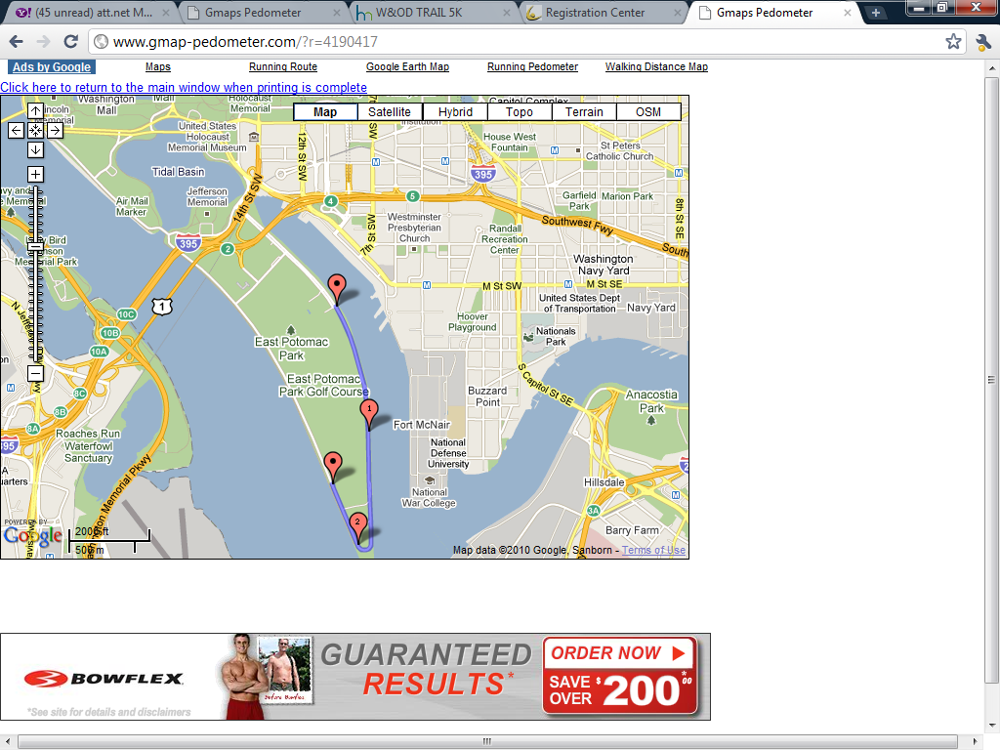 (45 unread) att.net M...
Gmaps Pedometer
W&OD TRAIL 5K
Registration Center
Gmaps Pedometer
www.gmap-pedometer.com/?r=4190417
Ads by Google
Maps
Running Route
Google Earth Map
Running Pedometer
Walking Distance Map
Click here to return to the main window when printing is complete
Map
Satellite
Hybrid
Topo
Terrain
OSM
Washington
Mall
Mall
Holocaust
Memorial
Capitol Complex
Lincoln
Memorial
United States
Holocaust
Memorial Museum
12th St SW
House West
Fountain
St Peters
Catholic Church
Tidal Basin
395
Jefferson
Memorial
Air Mail
Marker
14th St SW
4
5
Garfield
Park
Marion Park
8th St SE
Westminster
Presbyterian
Church
7th St SW
Randall
Recreation
Center
Southwest Fwy
395
2
Washington
Navy Yard
M St SW
M St SE
United States Dept
of Transportation
Navy Yard
1
10C
10B
10A
Hoover
Playground
Nationals
Park
East Potomac
Park
East Potomac
Park Golf Course
S Capitol St SE
Buzzard
Point
Anacostia
Park
8C
8B
8A
1
Fort McNair
395
Roaches Run
Waterfowl
Sanctuary
National
Defense
University
National
War College
Hillsdale
3A
2
Barry Farm
POWERED BY
Google
2000 ft
500 m
Map data ©2010 Google, Sanborn - Terms of Use
BOWFLEX
*See site for details and disclaimers
Before Bowflex
GUARANTEED
RESULTS*
ORDER NOW
SAVE
OVER
$200*00